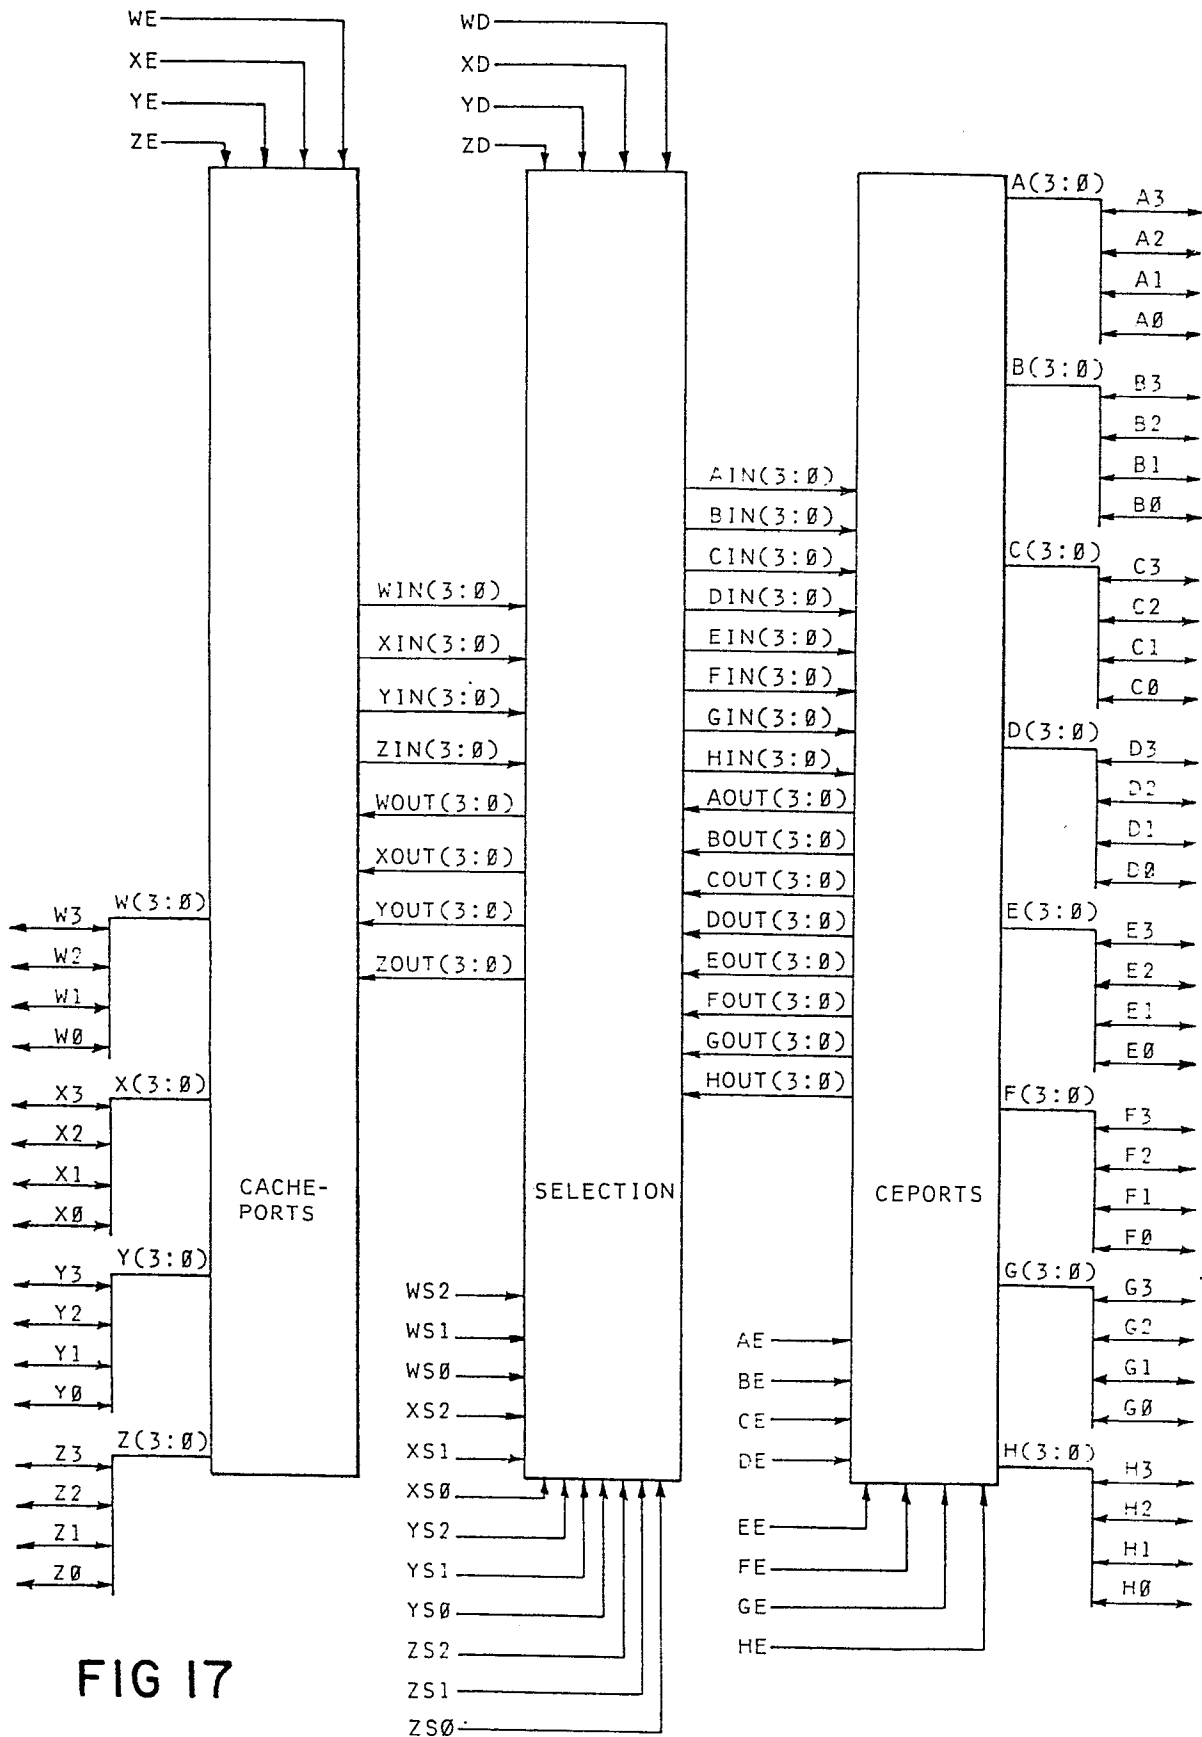 WE
XE
YE
ZE
WD
XD
YD
ZD
A(3:Ø)
A3
A2
A1
AØ
B(3:Ø)
B3
B2
B1
BØ
C(3:Ø)
C3
C2
C1
CØ
D(3:Ø)
D3
D2
D1
DØ
E(3:Ø)
E3
E2
E1
EØ
F(3:Ø)
F3
F2
F1
FØ
G(3:Ø)
G3
G2
G1
GØ
H(3:Ø)
H3
H2
H1
HØ
AIN(3:Ø)
BIN(3:Ø)
CIN(3:Ø)
DIN(3:Ø)
EIN(3:Ø)
FIN(3:Ø)
GIN(3:Ø)
HIN(3:Ø)
AOUT(3:Ø)
BOUT(3:Ø)
COUT(3:Ø)
DOUT(3:Ø)
EOUT(3:Ø)
FOUT(3:Ø)
GOUT(3:Ø)
HOUT(3:Ø)
WIN(3:Ø)
XIN(3:Ø)
YIN(3:Ø)
ZIN(3:Ø)
WOUT(3:Ø)
XOUT(3:Ø)
YOUT(3:Ø)
ZOUT(3:Ø)
W(3:Ø)
W3
W2
W1
WØ
X(3:Ø)
X3
X2
X1
XØ
Y(3:Ø)
Y3
Y2
Y1
YØ
Z(3:Ø)
Z3
Z2
Z1
ZØ
CACHE-
PORTS
SELECTION
CEPORTS
WS2
WS1
WSØ
XS2
XS1
XSØ
YS2
YS1
YSØ
ZS2
ZS1
ZSØ
AE
BE
CE
DE
EE
FE
GE
HE
FIG 17